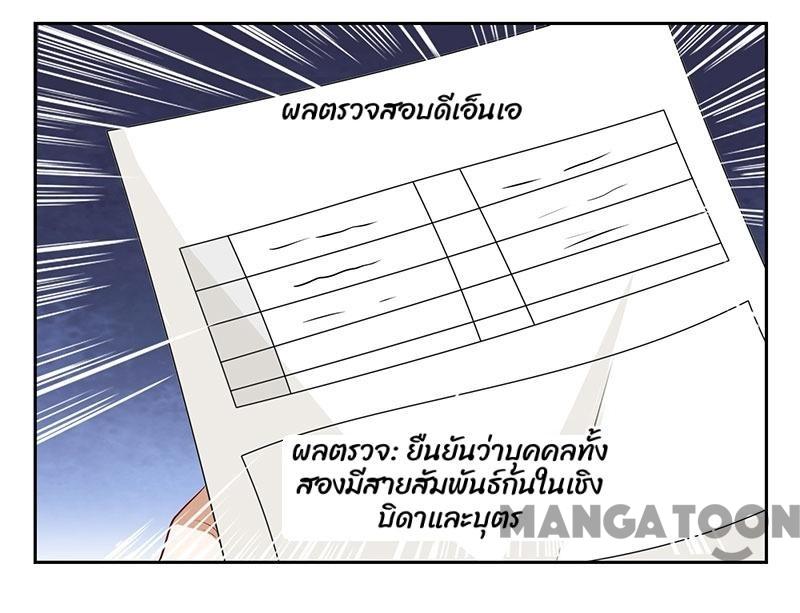 ผลตรวจสอบดีเอ็นเอ
ผลตรวจ: ยืนยันว่าบุคคลทั้ง
สองมีสายสัมพันธ์กันในเชิง
บิดาและบุตร
MANGATOON